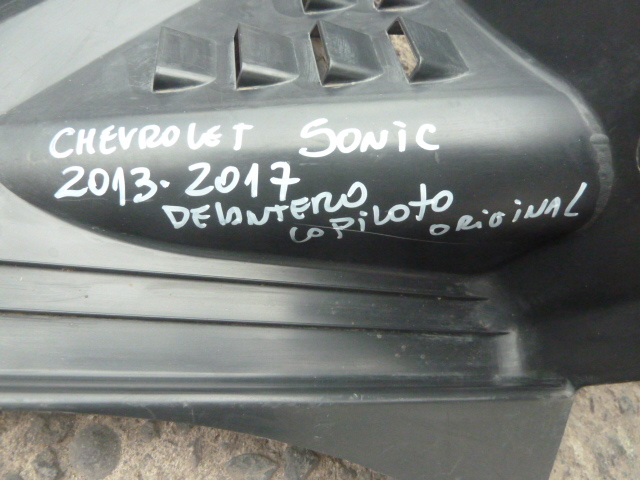 CHEVROLET SONIC
2013-2017
DELANTERO
COPILOTO ORIGINAL